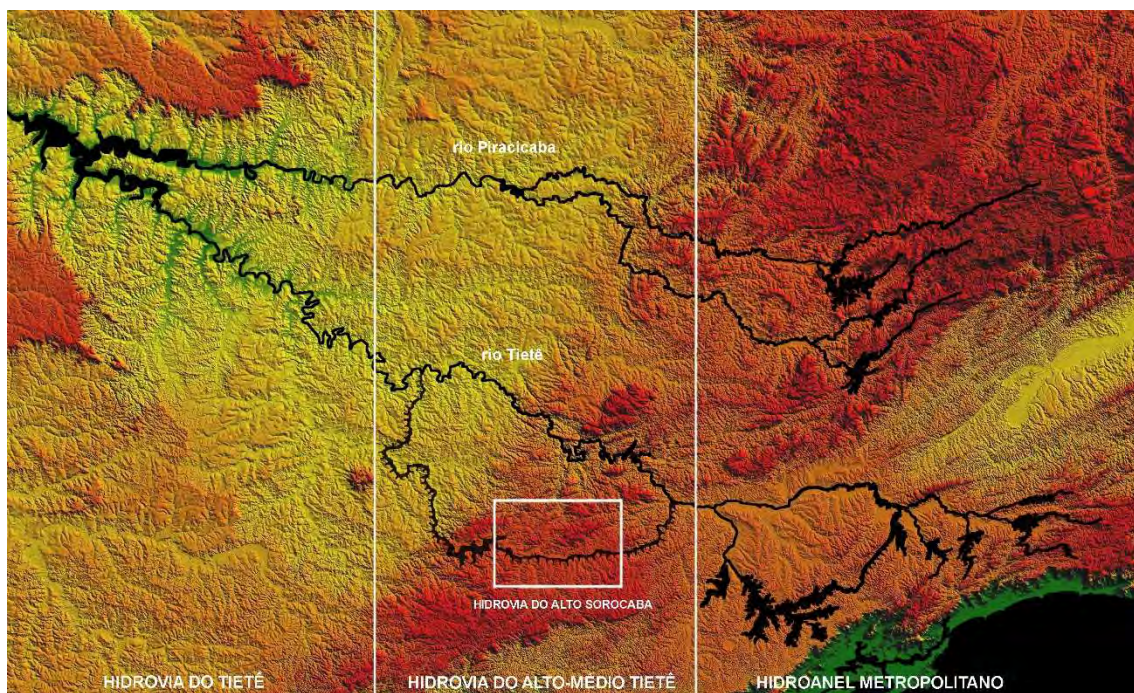 rio Piracicaba
rio Tietê
HIDROVIA DO ALTO SOROCABA
HIDROVIA DO TIETÊ
HIDROVIA DO ALTO-MÉDIO TIETÊ
HIDROANEL METROPOLITANO